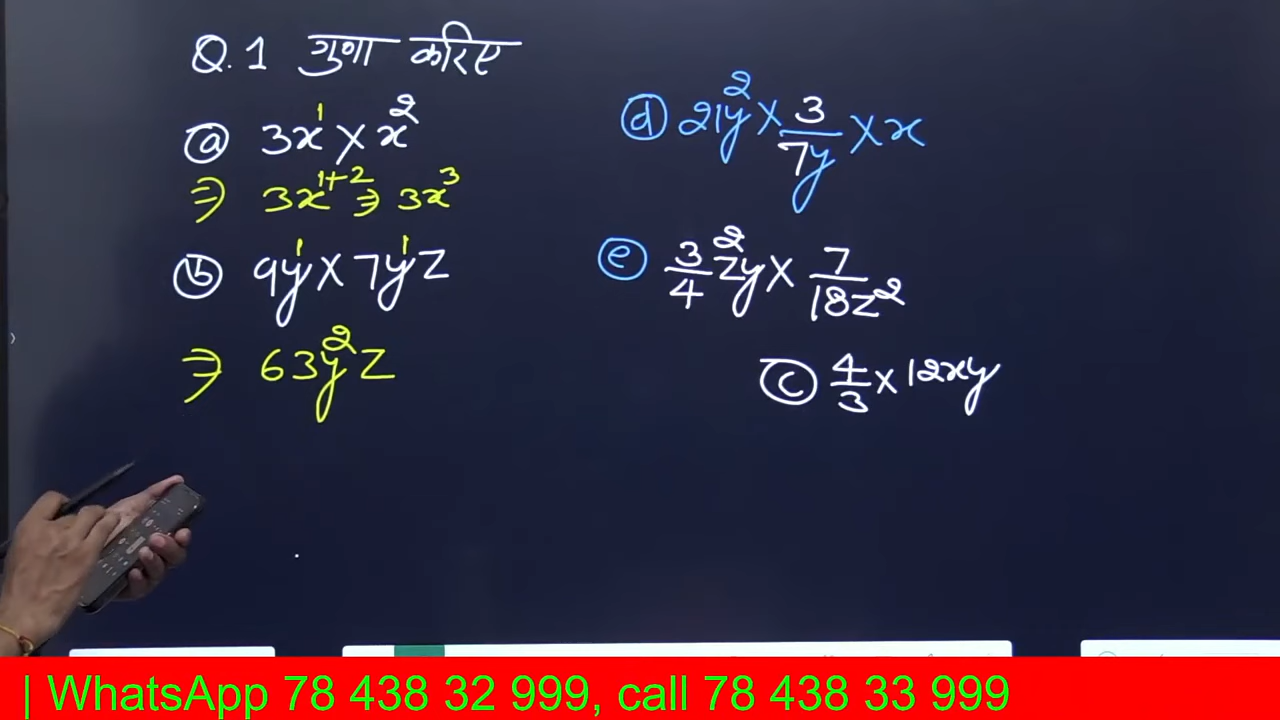 Q.1 गुणा करिए
ⓐ 3x¹ × x²
⇒ 3x¹⁺² ⇒ 3x³
ⓑ 9y¹ × 7y¹z
⇒ 63y²z
ⓓ 21y² × 3/7y × x
ⓔ 3/4 z²y × 7/18z²
ⓒ 4/3 × 12xy
| WhatsApp 78 438 32 999, call 78 438 33 999